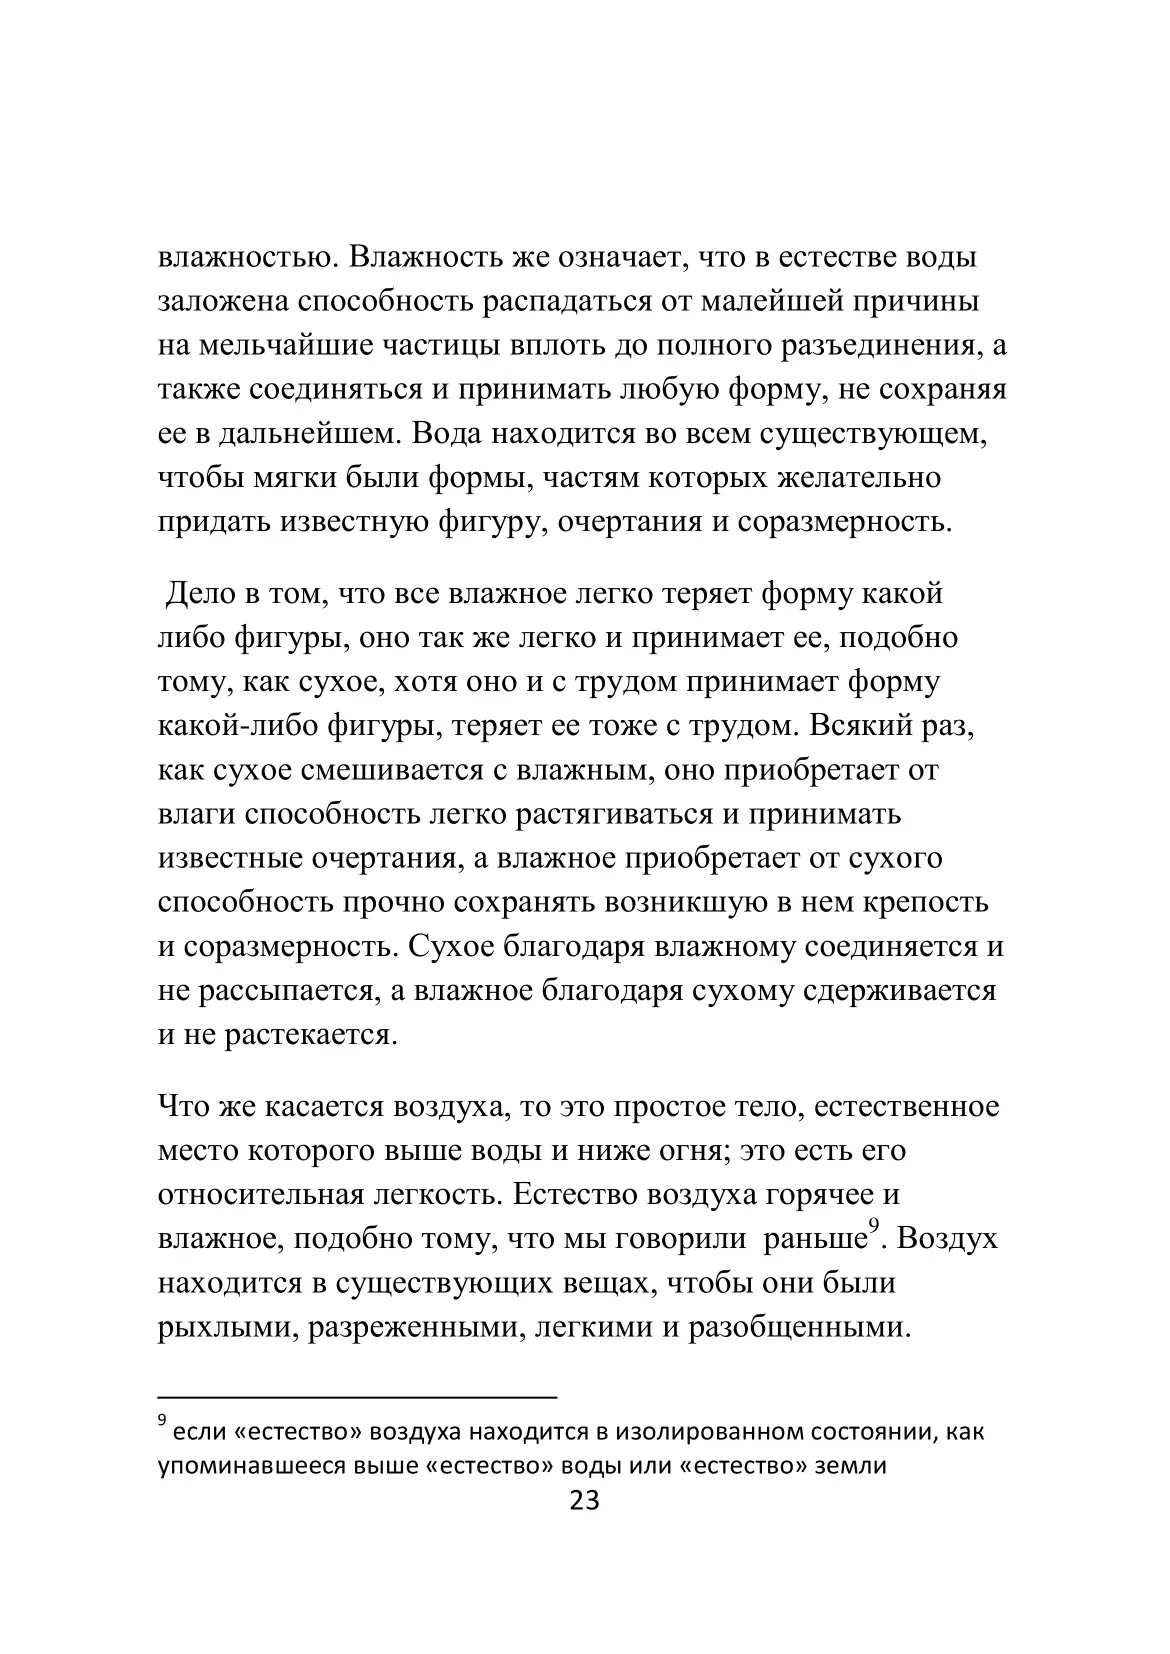 влажностью. Влажность же означает, что в естестве воды
заложена способность распадаться от малейшей причины
на мельчайшие частицы вплоть до полного разъединения, а
также соединяться и принимать любую форму, не сохраняя
ее в дальнейшем. Вода находится во всем существующем,
чтобы мягки были формы, частям которых желательно
придать известную фигуру, очертания и соразмерность.
Дело в том, что все влажное легко теряет форму какой
либо фигуры, оно так же легко и принимает ее, подобно
тому, как сухое, хотя оно и с трудом принимает форму
какой-либо фигуры, теряет ее тоже с трудом. Всякий раз,
как сухое смешивается с влажным, оно приобретает от
влаги способность легко растягиваться и принимать
известные очертания, а влажное приобретает от сухого
способность прочно сохранять возникшую в нем крепость
и соразмерность. Сухое благодаря влажному соединяется и
не рассыпается, а влажное благодаря сухому сдерживается
и не растекается.
Что же касается воздуха, то это простое тело, естественное
место которого выше воды и ниже огня; это есть его
относительная легкость. Естество воздуха горячее и
влажное, подобно тому, что мы говорили  раньше⁹. Воздух
находится в существующих вещах, чтобы они были
рыхлыми, разреженными, легкими и разобщенными.
⁹ если «естество» воздуха находится в изолированном состоянии, как
упоминавшееся выше «естество» воды или «естество» земли
23